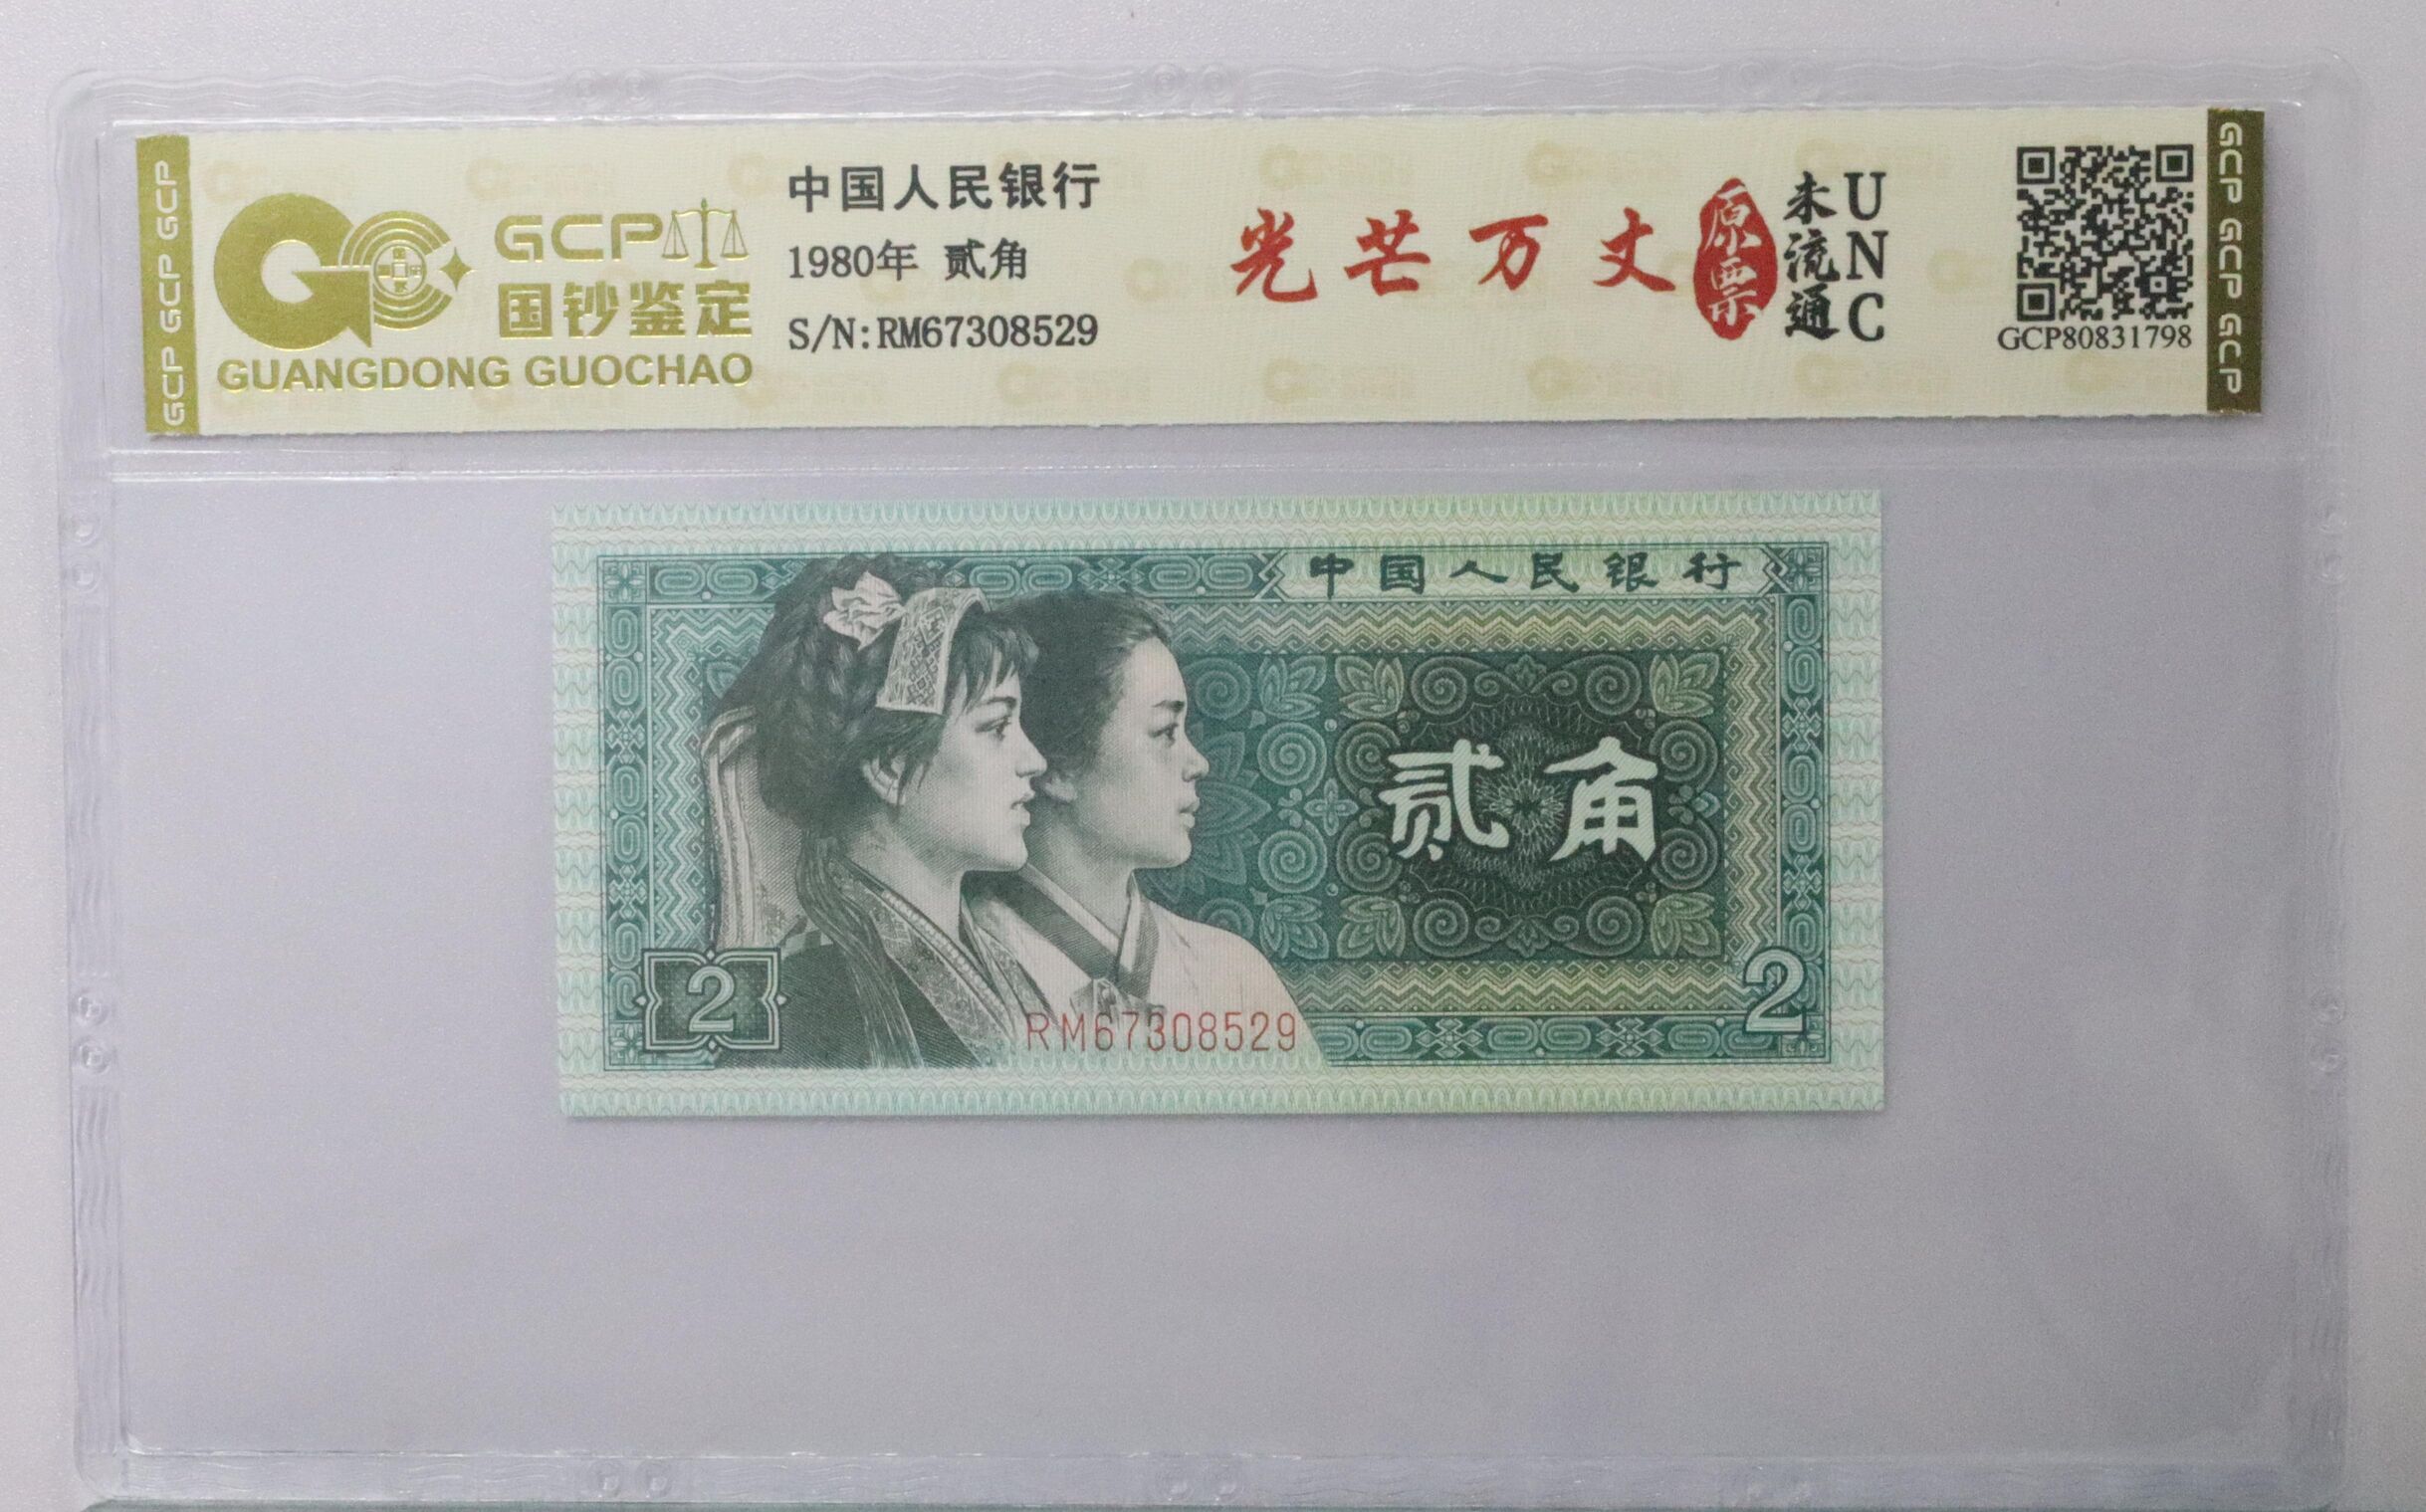 GCP GCP GCP
GCP
国钞鉴定
GUANGDONG GUOCHAO
中国人民银行
1980年 贰角
S/N:RM67308529
光芒万丈
原票
未流通
UNC
GCP80831798
GCP GCP GCP
中国人民银行
贰角
2
2
RM67308529